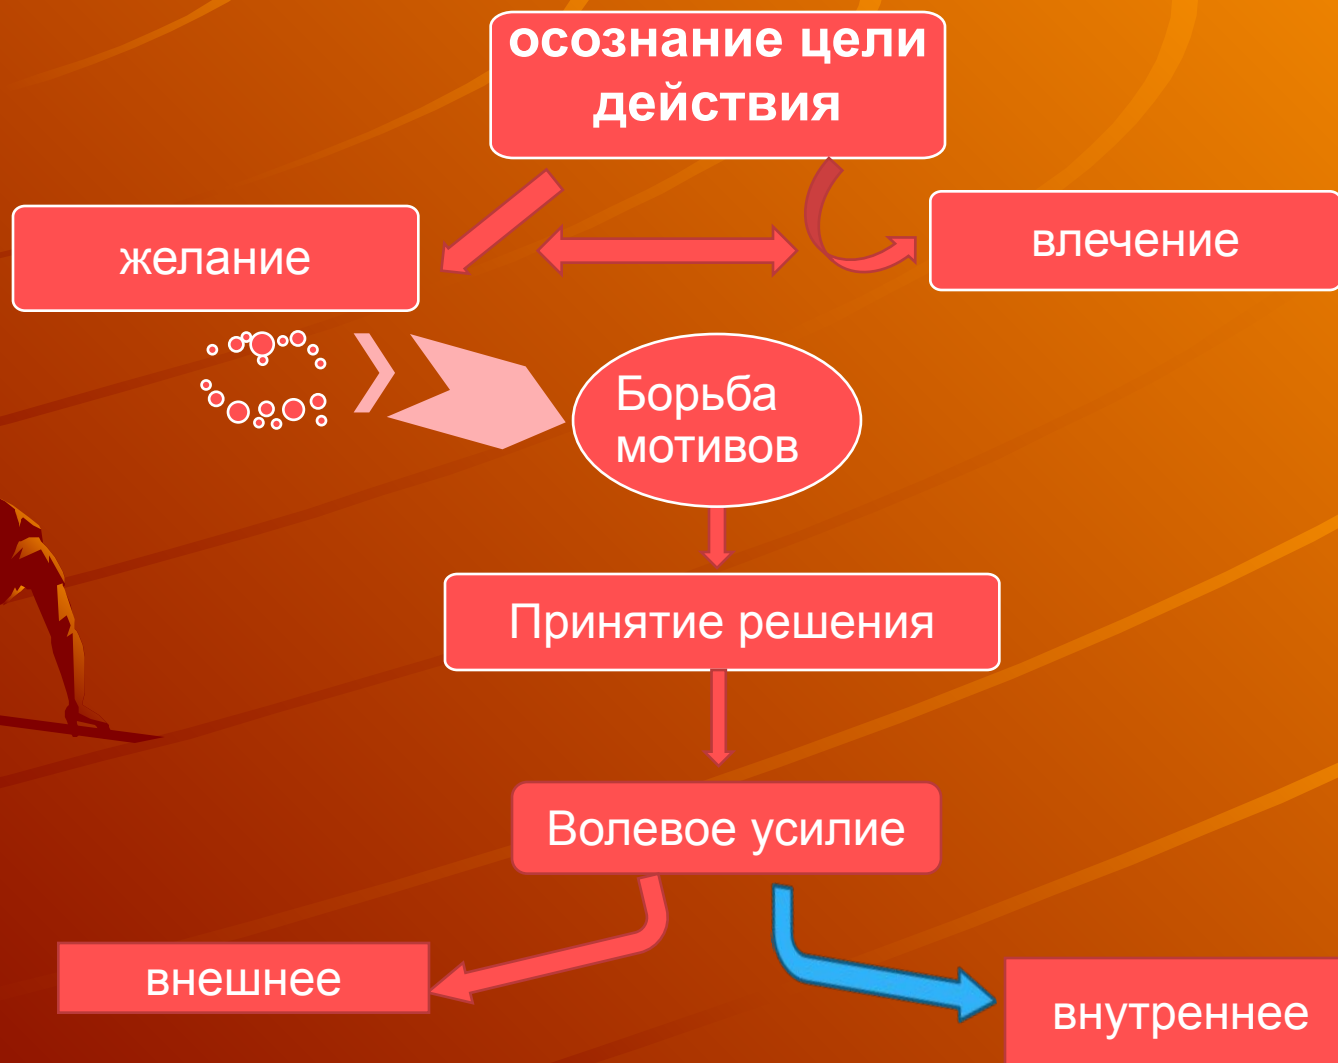 осознание цели
действия
желание
влечение
Борьба
мотивов
Принятие решения
Волевое усилие
внешнее
внутреннее